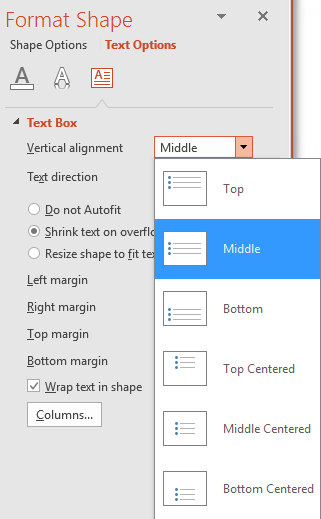 Format Shape
Shape Options Text Options
Text Box
Vertical alignment Middle
Text direction
Do not Autofit
Shrink text on overflo
Resize shape to fit te
Left margin
Right margin
Top margin
Bottom margin
Wrap text in shape
Columns...
Top
Middle
Bottom
Top Centered
Middle Centered
Bottom Centered